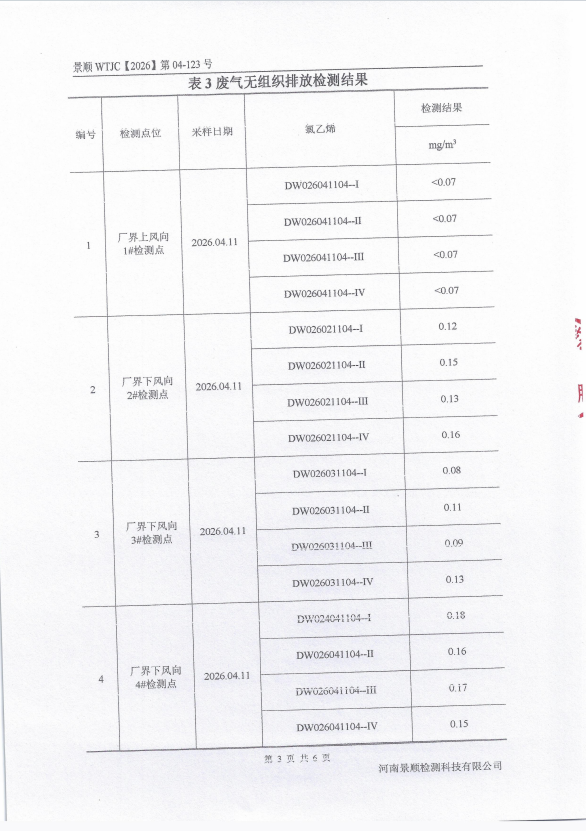 景顺 WTJC【2026】第 04-123 号
表 3 废气无组织排放检测结果
编号 检测点位 采样日期 氯乙烯 检测结果
mg/m³
1 厂界上风向 1#检测点 2026.04.11 DW026041104--I <0.07
DW026041104--II <0.07
DW026041104--III <0.07
DW026041104--IV <0.07
2 厂界下风向 2#检测点 2026.04.11 DW026021104--I 0.12
DW026021104--II 0.15
DW026021104--III 0.13
DW026021104--IV 0.16
3 厂界下风向 3#检测点 2026.04.11 DW026031104--I 0.08
DW026031104--II 0.11
DW026031104--III 0.09
DW026031104--IV 0.13
4 厂界下风向 4#检测点 2026.04.11 DW024041104--I 0.18
DW026041104--II 0.16
DW026041104--III 0.17
DW026041104--IV 0.15
第 3 页 共 6 页
河南景顺检测科技有限公司